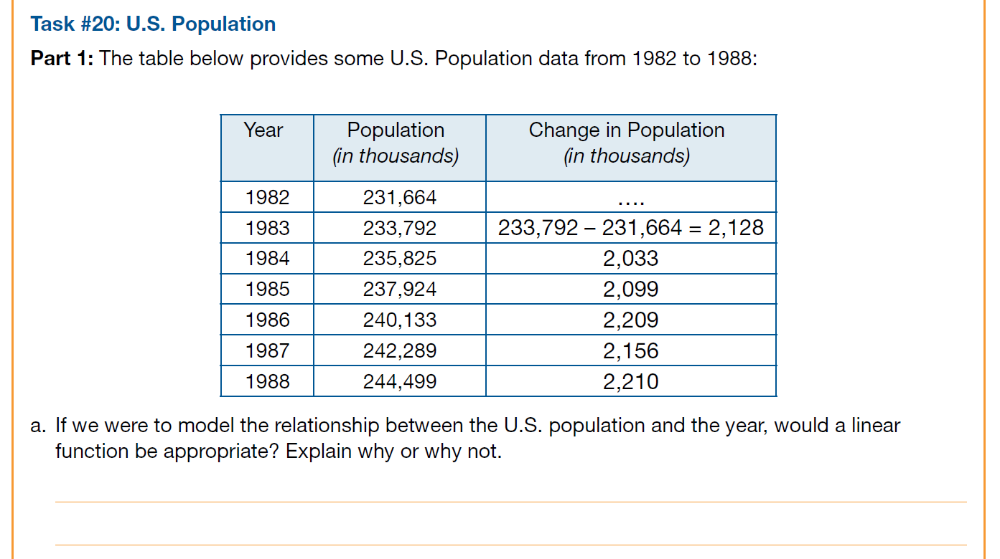 Task #20: U.S. Population
Part 1: The table below provides some U.S. Population data from 1982 to 1988:
Year Population Change in Population
(in thousands) (in thousands)
1982 231,664 ....
1983 233,792 233,792 – 231,664 = 2,128
1984 235,825 2,033
1985 237,924 2,099
1986 240,133 2,209
1987 242,289 2,156
1988 244,499 2,210
a. If we were to model the relationship between the U.S. population and the year, would a linear
function be appropriate? Explain why or why not.